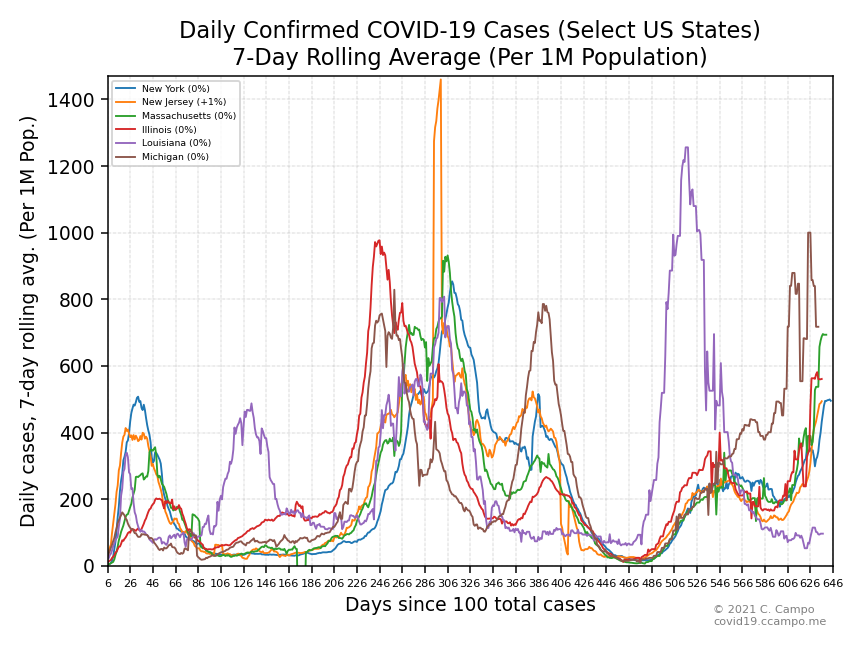 Daily Confirmed COVID-19 Cases (Select US States)
7-Day Rolling Average (Per 1M Population)
Daily cases, 7-day rolling avg. (Per 1M Pop.)
1400
1200
1000
800
600
400
200
0
New York (0%)
New Jersey (+1%)
Massachusetts (0%)
Illinois (0%)
Louisiana (0%)
Michigan (0%)
6 26 46 66 86 106 126 146 166 186 206 226 246 266 286 306 326 346 366 386 406 426 446 466 486 506 526 546 566 586 606 626 646
Days since 100 total cases
© 2021 C. Campo
covid19.ccampo.me